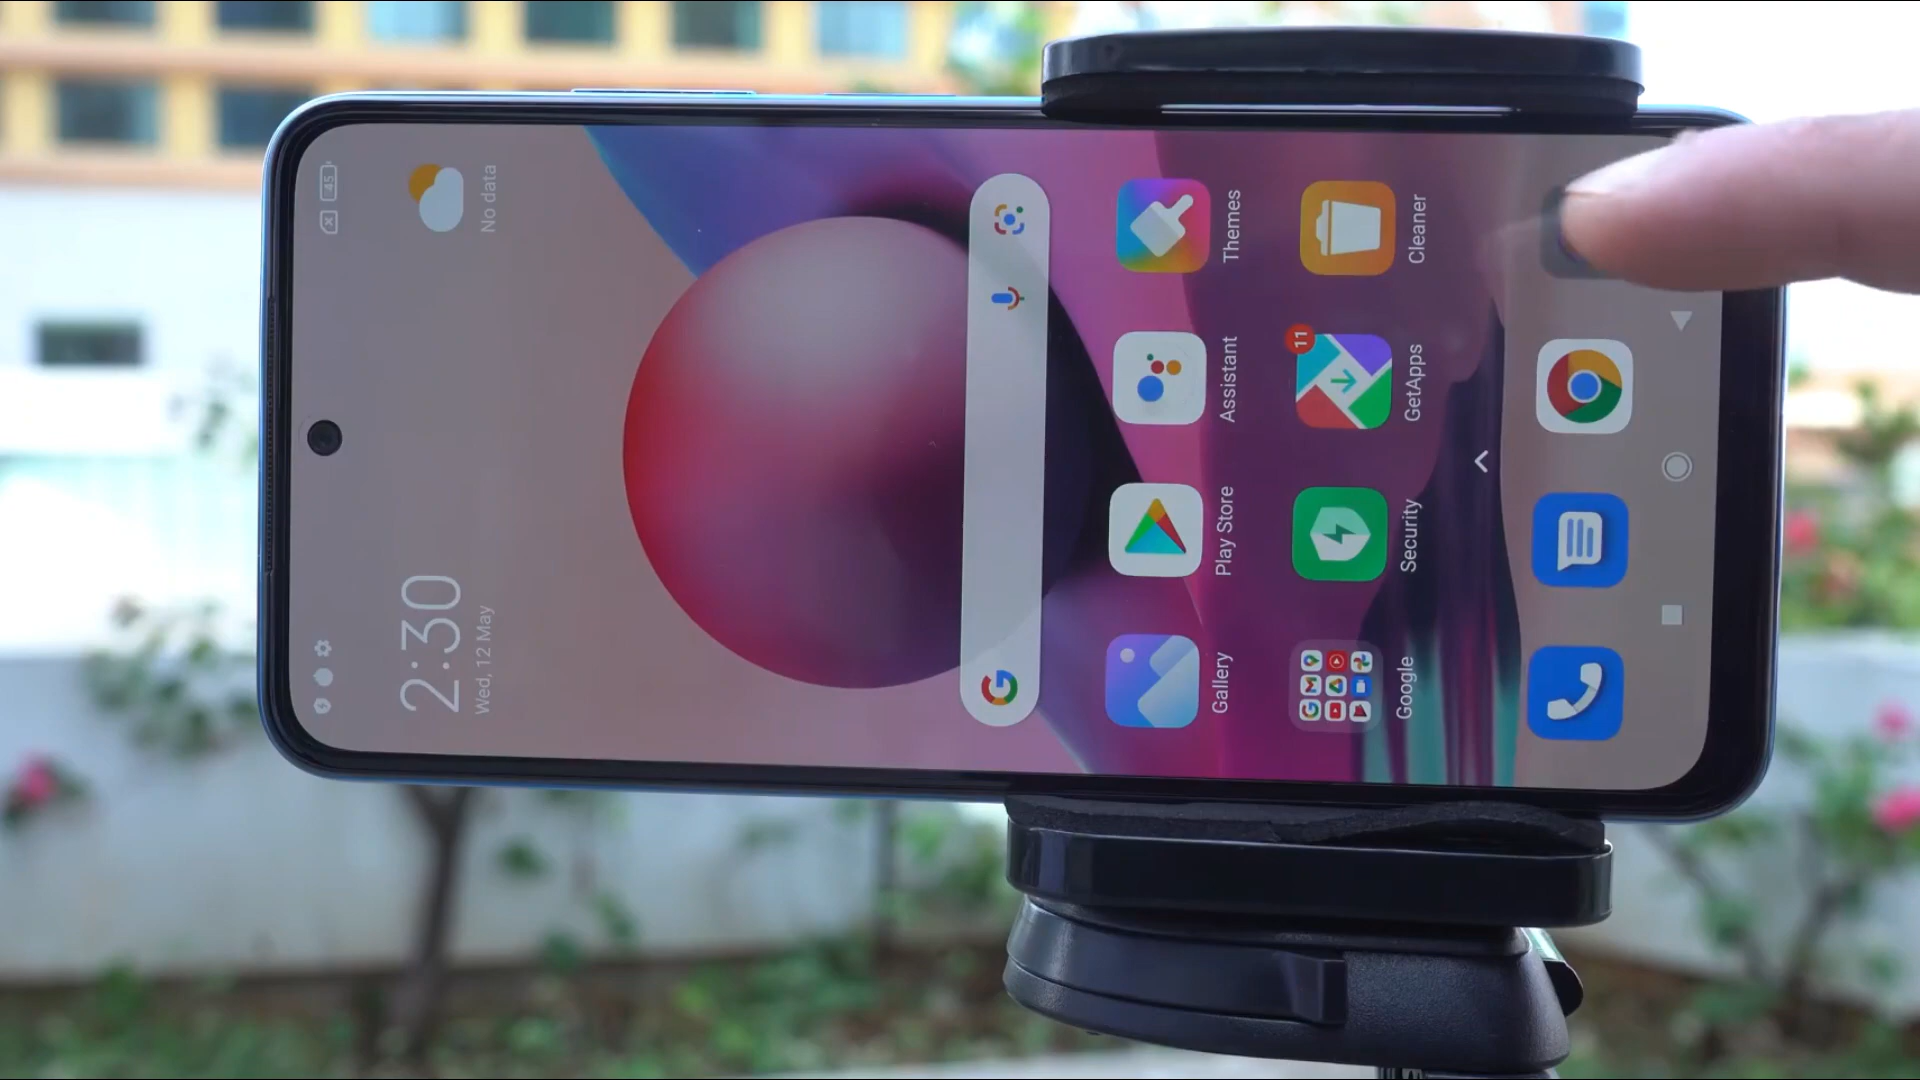 45
2:30
Wed, 12 May
No data
Gallery
Play Store
Assistant
Themes
Google
Security
11
GetApps
Cleaner